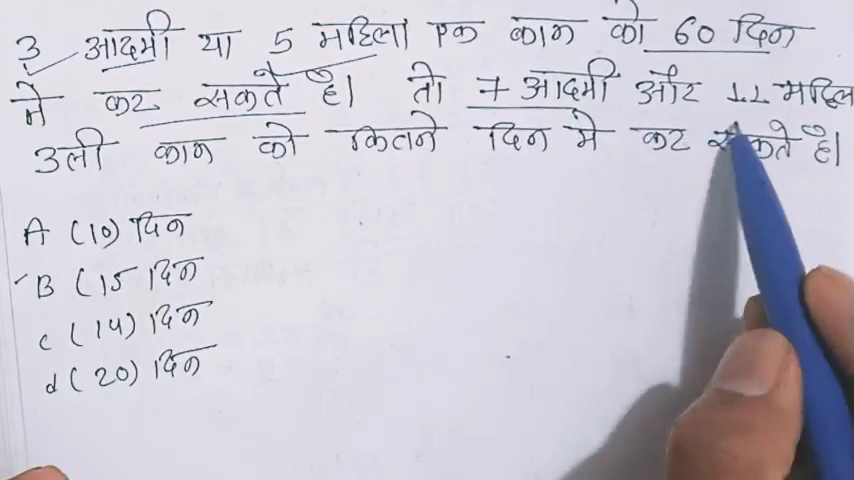 3 आदमी या 5 महिला एक काम को 60 दिन
मे कर सकते है। तो 7 आदमी और 11 महिल
उसी काम को कितने दिन मे कर सकते है।
A (10) दिन
B (15 दिन
c (14) दिन
d (20) दिन